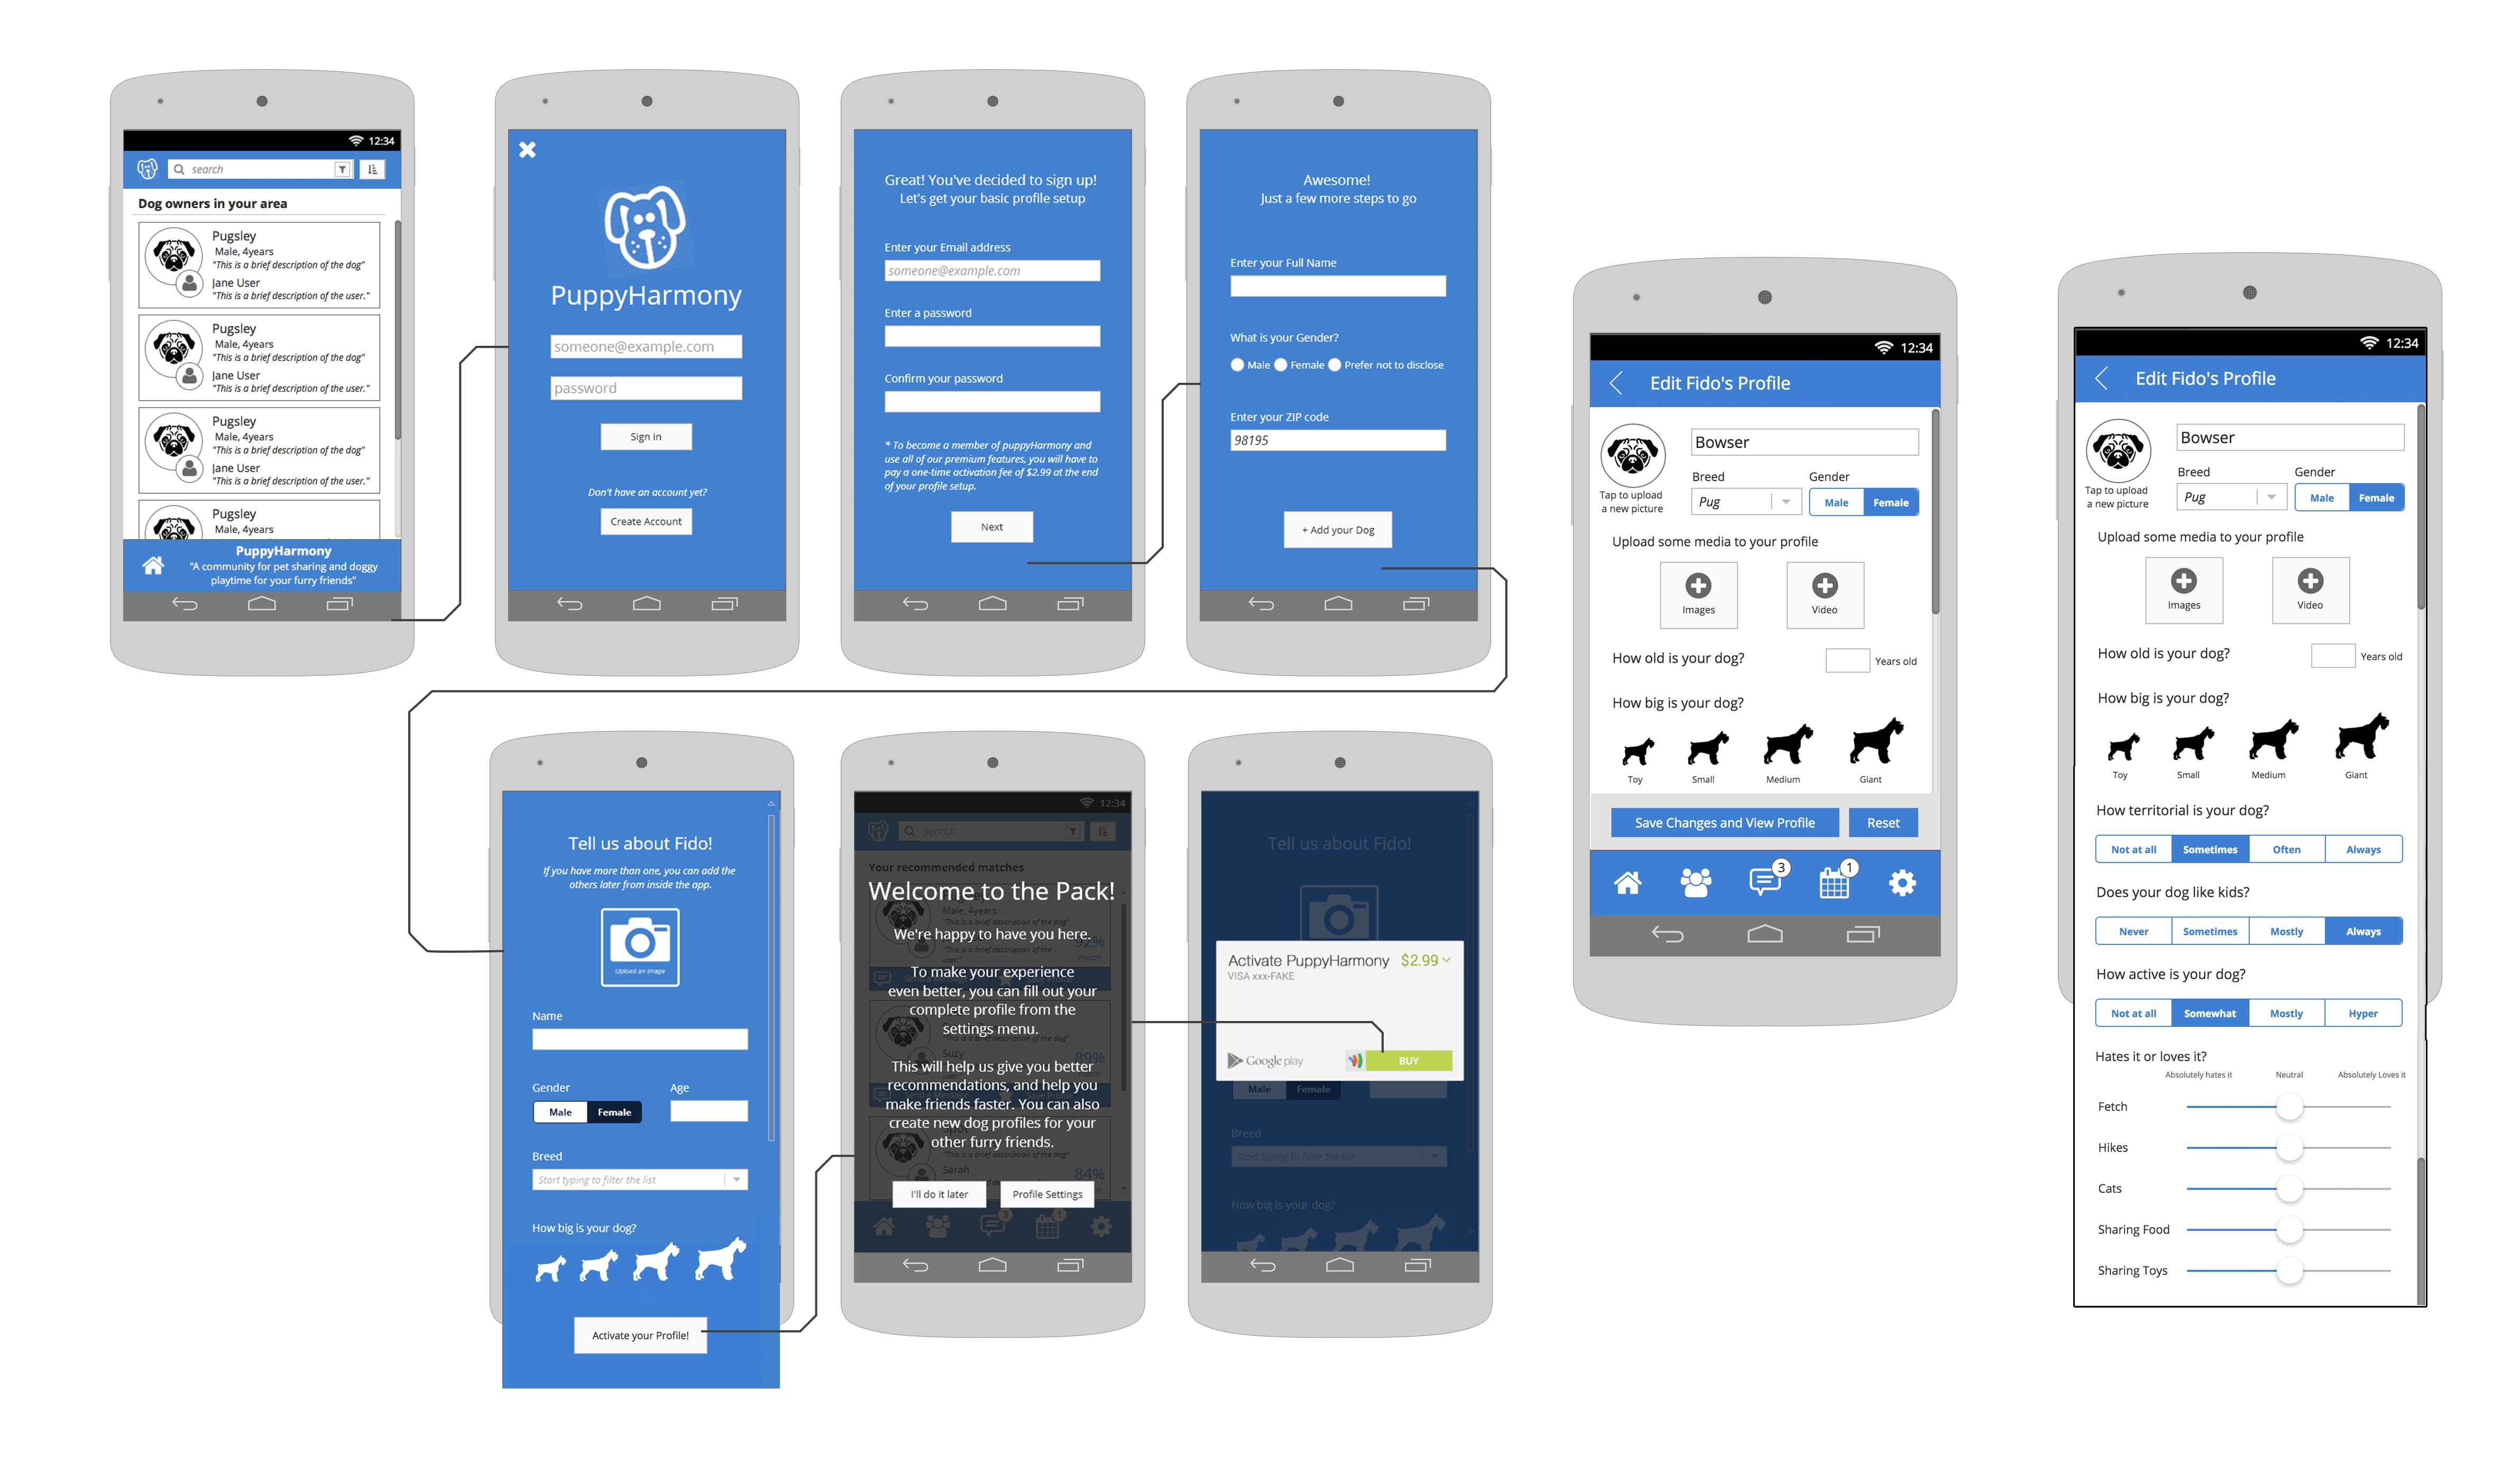 12:34
search
Dog owners in your area
Pugsley
Male, 4years
"This is a brief description of the dog"
Jane User
"This is a brief description of the user."
Pugsley
Male, 4years
"This is a brief description of the dog"
Jane User
"This is a brief description of the user."
Pugsley
Male, 4years
"This is a brief description of the dog"
Jane User
"This is a brief description of the user."
Pugsley
Male, 4years
PuppyHarmony
"A community for pet sharing and doggy
playtime for your furry friends"
PuppyHarmony
someone@example.com
password
Sign in
Don't have an account yet?
Create Account
Great! You've decided to sign up!
Let's get your basic profile setup
Enter your Email address
someone@example.com
Enter a password
Confirm your password
* To become a member of puppyHarmony and
use all of our premium features, you will have to
pay a one-time activation fee of $2.99 at the end
of your profile setup.
Next
Awesome!
Just a few more steps to go
Enter your Full Name
What is your Gender?
Male Female Prefer not to disclose
Enter your ZIP code
98195
+ Add your Dog
Tell us about Fido!
If you have more than one, you can add the
others later from inside the app.
Upload an image
Name
Gender Age
Male Female
Breed
Start typing to filter the list
How big is your dog?
Activate your Profile!
12:34
search
Your recommended matches
Welcome to the Pack!
Male, 4years
We're happy to have you here.
92%
match
To make your experience
even better, you can fill out your
complete profile from the
settings menu.
Suzy
89%
This will help us give you better
recommendations, and help you
make friends faster. You can also
create new dog profiles for your
other furry friends.
"This is a brief description of the dog"
Sarah
84%
I'll do it later Profile Settings
3 1
Tell us about Fido!
Activate PuppyHarmony $2.99
VISA xxx-FAKE
Google play BUY
Male Female
Breed
Start typing to filter the list
How big is your dog?
12:34
Edit Fido's Profile
Bowser
Breed Gender
Pug Male Female
Tap to upload
a new picture
Upload some media to your profile
Images Video
How old is your dog? Years old
How big is your dog?
Toy Small Medium Giant
Save Changes and View Profile Reset
3 1
12:34
Edit Fido's Profile
Bowser
Breed Gender
Pug Male Female
Tap to upload
a new picture
Upload some media to your profile
Images Video
How old is your dog? Years old
How big is your dog?
Toy Small Medium Giant
How territorial is your dog?
Not at all Sometimes Often Always
Does your dog like kids?
Never Sometimes Mostly Always
How active is your dog?
Not at all Somewhat Mostly Hyper
Hates it or loves it?
Absolutely hates it Neutral Absolutely Loves it
Fetch
Hikes
Cats
Sharing Food
Sharing Toys